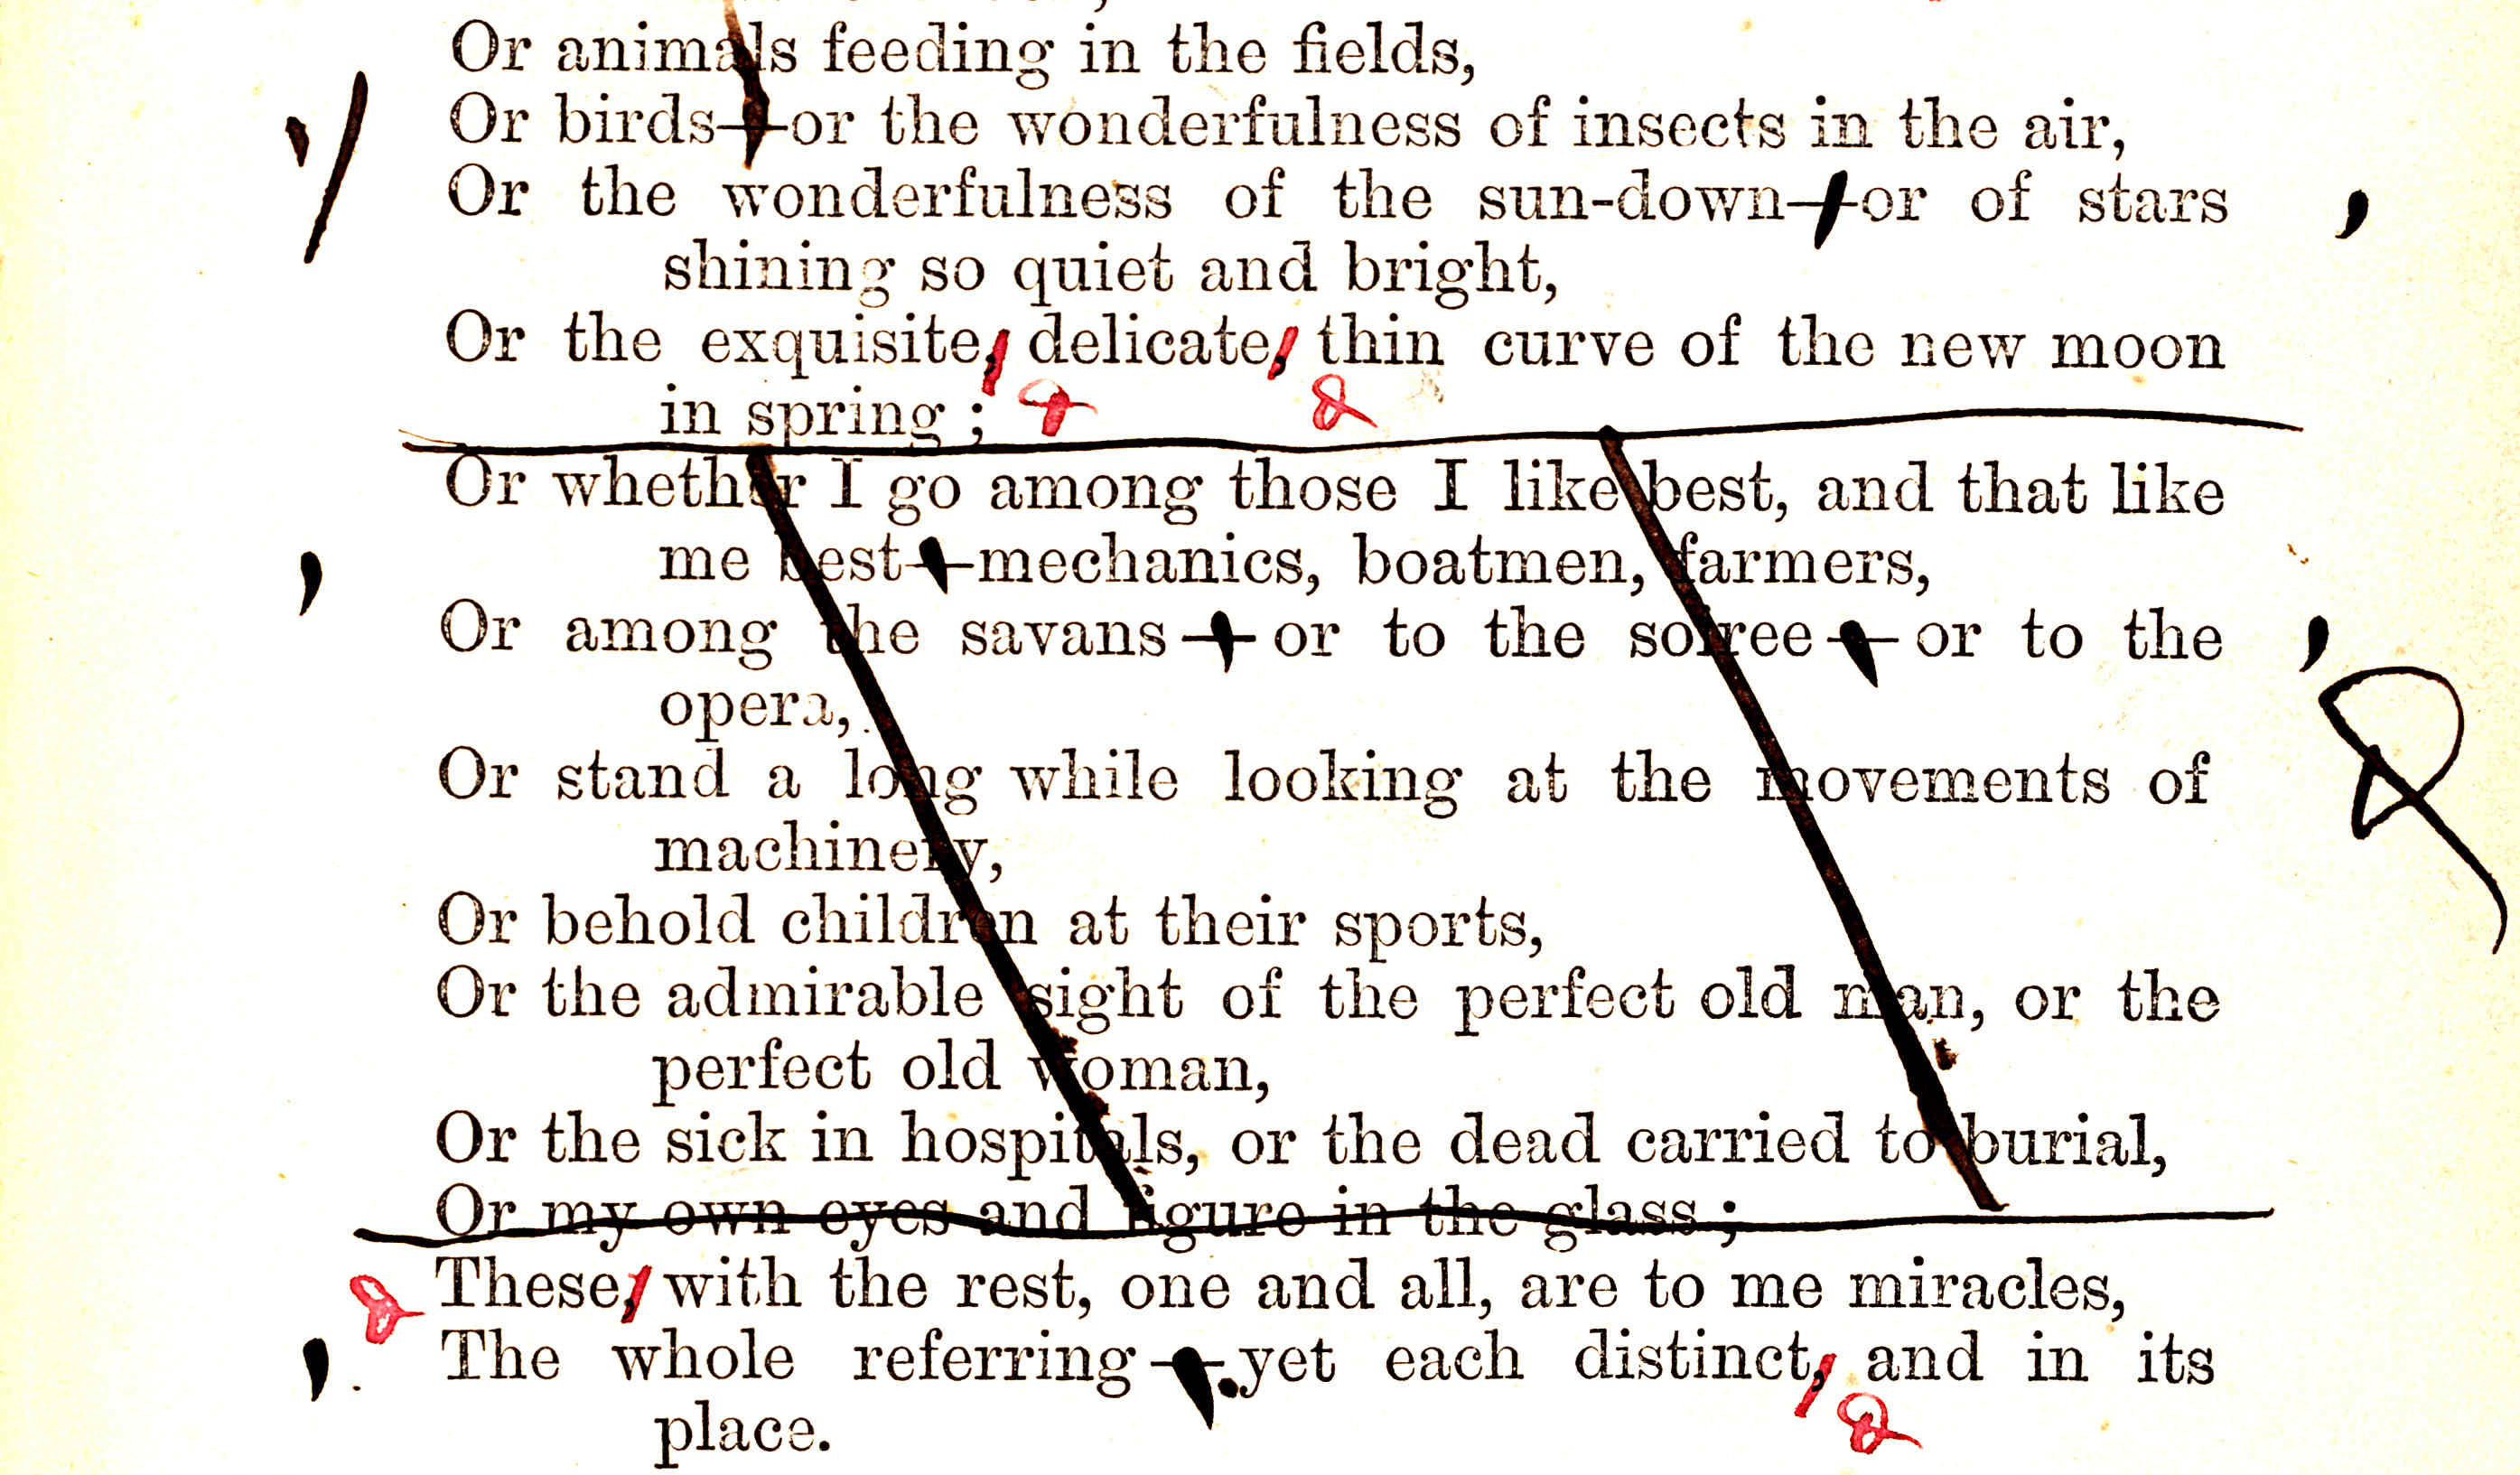 Or animals feeding in the fields,
Or birds—or the wonderfulness of insects in the air,
Or the wonderfulness of the sun-down—or of stars
shining so quiet and bright,
Or the exquisite, delicate, thin curve of the new moon
in spring ;
Or whether I go among those I like best, and that like
me best—mechanics, boatmen, farmers,
Or among the savans—or to the soiree—or to the
opera,
Or stand a long while looking at the movements of
machinery,
Or behold children at their sports,
Or the admirable sight of the perfect old man, or the
perfect old woman,
Or the sick in hospitals, or the dead carried to burial,
Or my own eyes and figure in the glass ;
These, with the rest, one and all, are to me miracles,
The whole referring—yet each distinct, and in its
place.